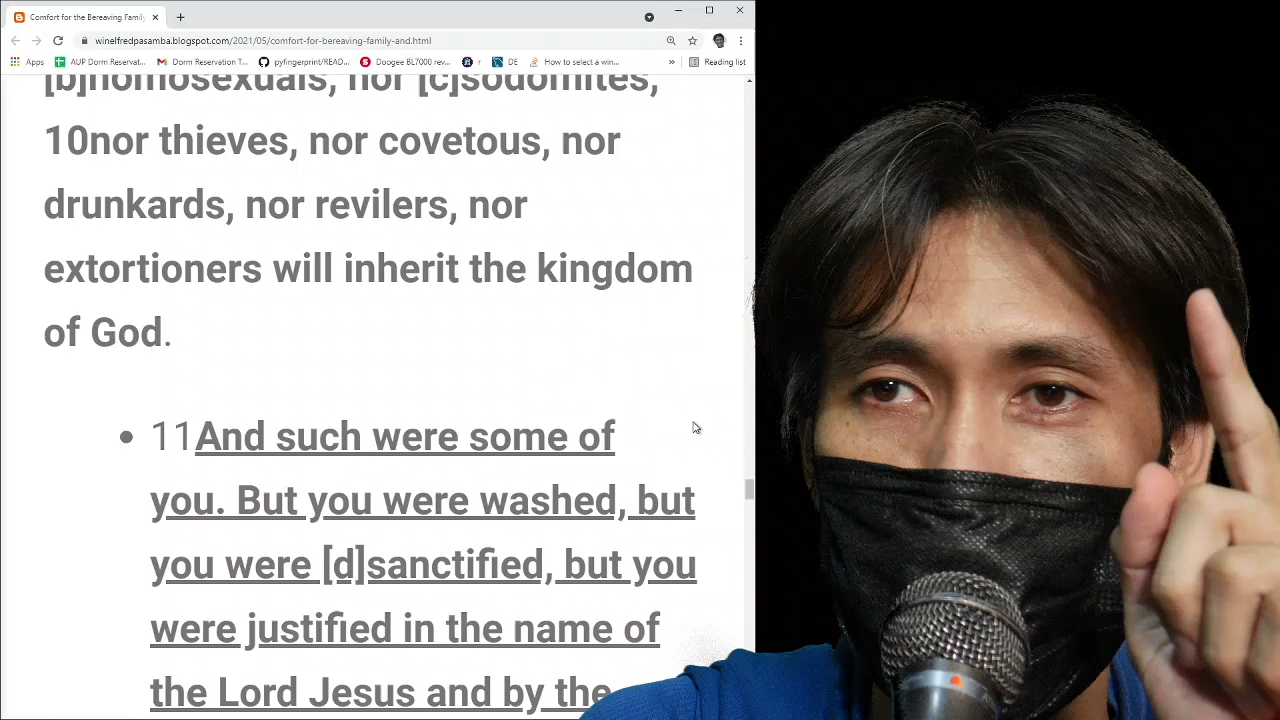 Comfort for the Bereaving Family
winelfredpasamba.blogspot.com/2021/05/comfort-for-bereaving-family-and.html
Apps AUP Dorm Reservat... Dorm Reservation T... pyfingerprint/READ... Doogee BL7000 rev... r DE How to select a win... » Reading list
[b]homosexuals, nor [c]sodomites,
10nor thieves, nor covetous, nor
drunkards, nor revilers, nor
extortioners will inherit the kingdom
of God.
• 11And such were some of
you. But you were washed, but
you were [d]sanctified, but you
were justified in the name of
the Lord Jesus and by the